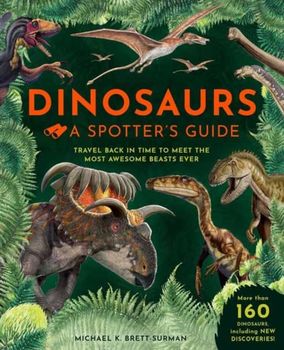 DINOSAURS
A SPOTTER'S GUIDE
TRAVEL BACK IN TIME TO MEET THE
MOST AWESOME BEASTS EVER
More than
160
DINOSAURS,
including NEW
DISCOVERIES!
MICHAEL K. BRETT-SURMAN